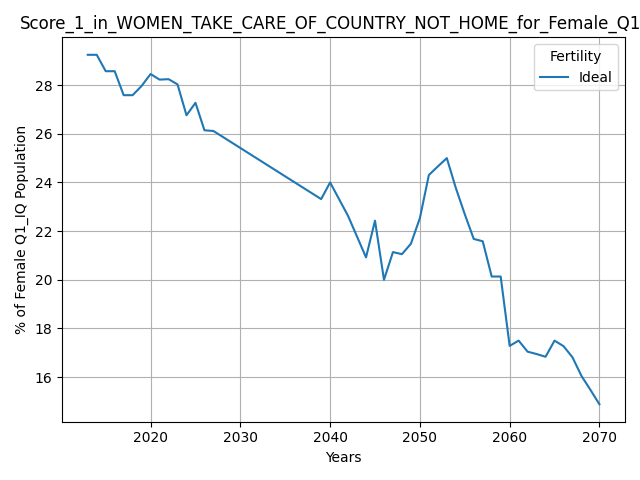 Score_1_in_WOMEN_TAKE_CARE_OF_COUNTRY_NOT_HOME_for_Female_Q1
Fertility
Ideal
% of Female Q1_IQ Population
28
26
24
22
20
18
16
2020 2030 2040 2050 2060 2070
Years